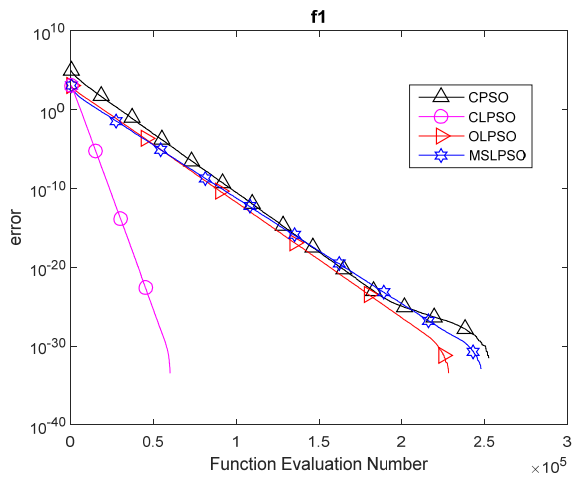 f1
10^10
10^0
10^-10
10^-20
10^-30
10^-40
error
CPSO
CLPSO
OLPSO
MSLPSO
0 0.5 1 1.5 2 2.5 3
Function Evaluation Number
×10^5